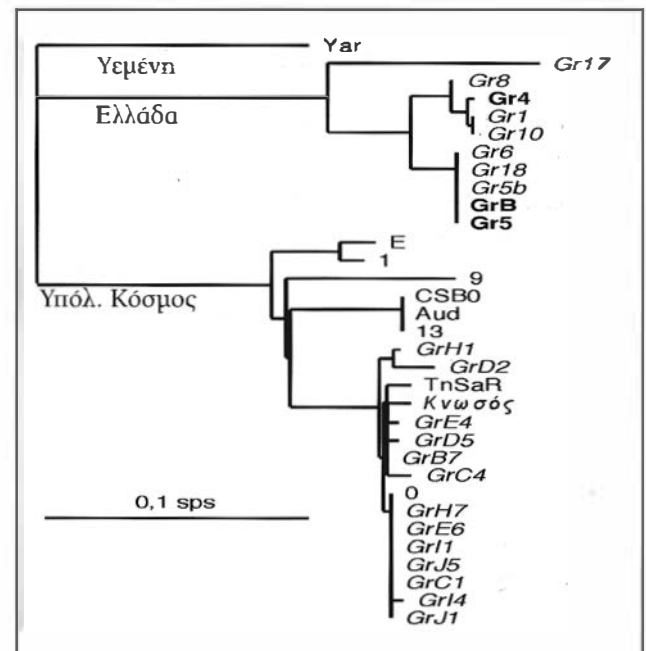 Yar
Υεμένη
Gr17
Gr8
Ελλάδα
Gr4
Gr1
Gr10
Gr6
Gr18
Gr5b
GrB
Gr5
E
1
9
Υπόλ. Κόσμος
CSB0
Aud
13
GrH1
GrD2
TnSaR
Κνωσός
GrE4
GrD5
GrB7
GrC4
0
0,1 sps
GrH7
GrE6
GrI1
GrJ5
GrC1
GrI4
GrJ1